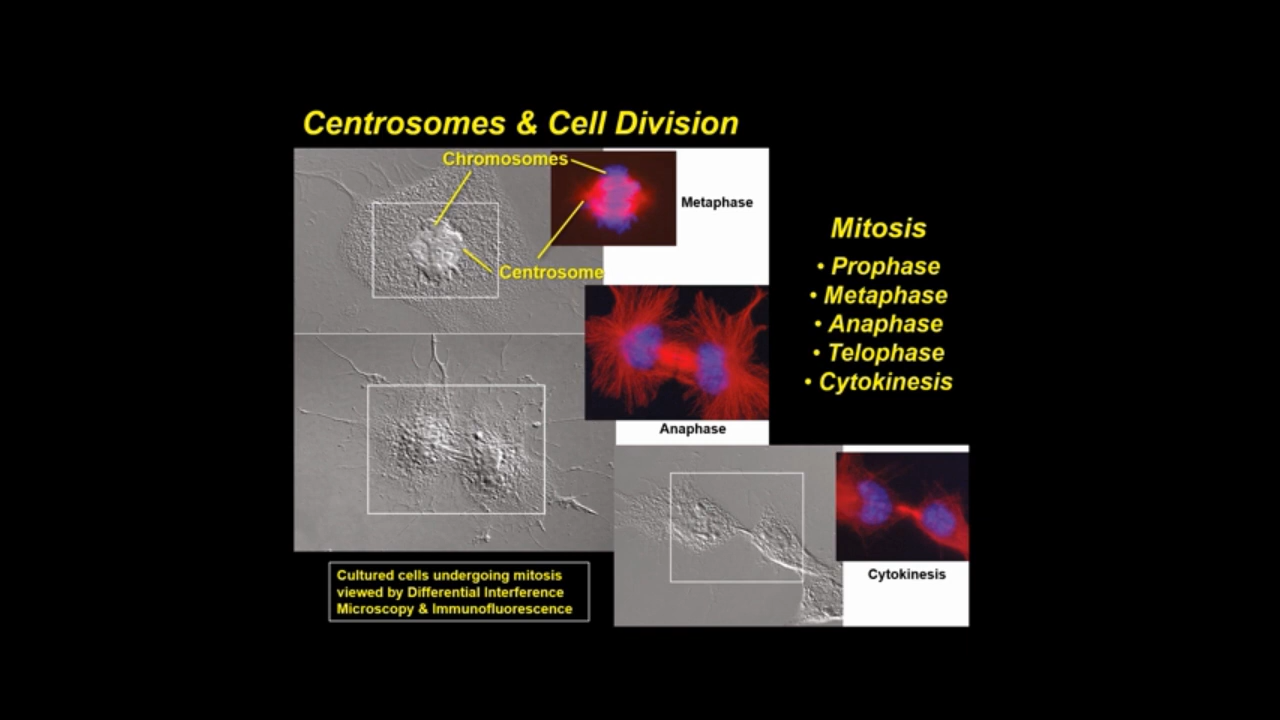 Centrosomes & Cell Division
Chromosomes
Metaphase
Centrosome
Anaphase
Cytokinesis
Mitosis
• Prophase
• Metaphase
• Anaphase
• Telophase
• Cytokinesis
Cultured cells undergoing mitosis
viewed by Differential Interference
Microscopy & Immunofluorescence